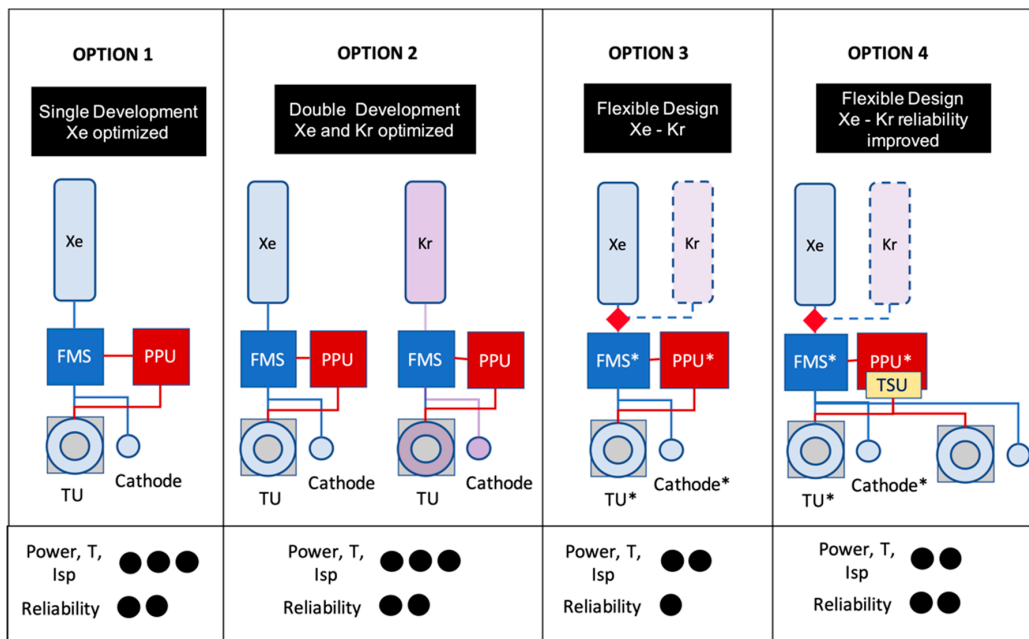 OPTION 1
Single Development
Xe optimized
Xe
FMS
PPU
TU
Cathode
Power, T,
Isp
Reliability
OPTION 2
Double Development
Xe and Kr optimized
Xe
Kr
FMS
PPU
FMS
PPU
TU
Cathode
TU
Cathode
Power, T,
Isp
Reliability
OPTION 3
Flexible Design
Xe - Kr
Xe
Kr
FMS*
PPU*
TU*
Cathode*
Power, T,
Isp
Reliability
OPTION 4
Flexible Design
Xe - Kr reliability
improved
Xe
Kr
FMS*
PPU*
TSU
TU*
Cathode*
Power, T,
Isp
Reliability